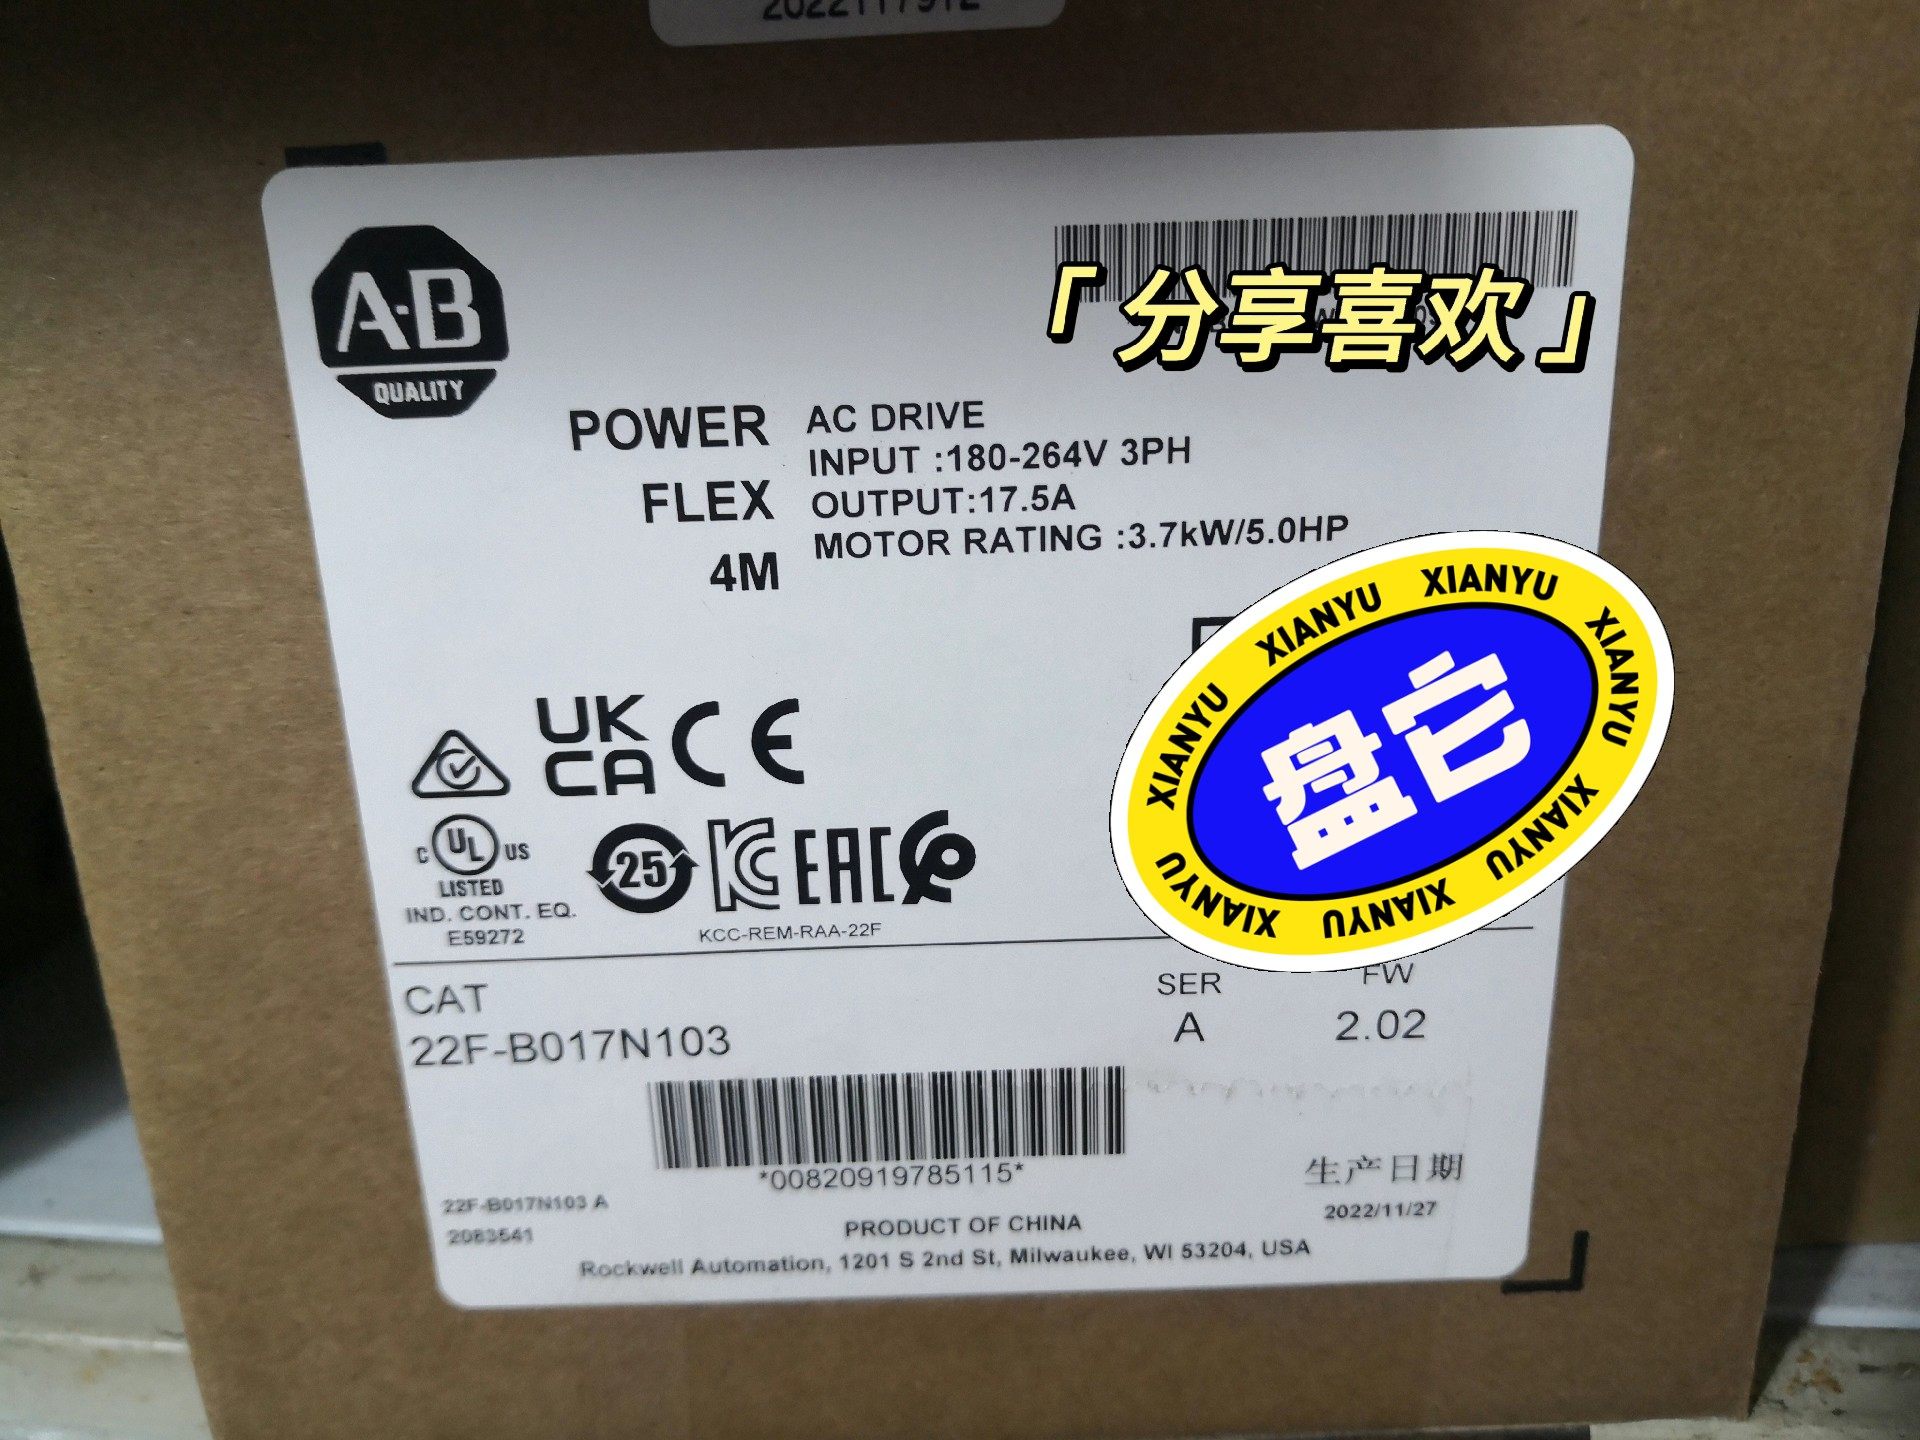 「分享喜欢」
A-B
QUALITY
POWER
FLEX
4M
AC DRIVE
INPUT :180-264V 3PH
OUTPUT:17.5A
MOTOR RATING :3.7kW/5.0HP
XIANYU XIANYU XIANYU XIANYU XIANYU XIANYU XIANYU XIANYU
盘它
UK
CA
CE
C UL US
LISTED
IND. CONT. EQ.
E59272
25
KC
EAC
KCC-REM-RAA-22F
CAT
22F-B017N103
SER
A
FW
2.02
*00820919785115*
22F-B017N103 A
2083541
生产日期
2022/11/27
PRODUCT OF CHINA
Rockwell Automation, 1201 S 2nd St, Milwaukee, WI 53204, USA